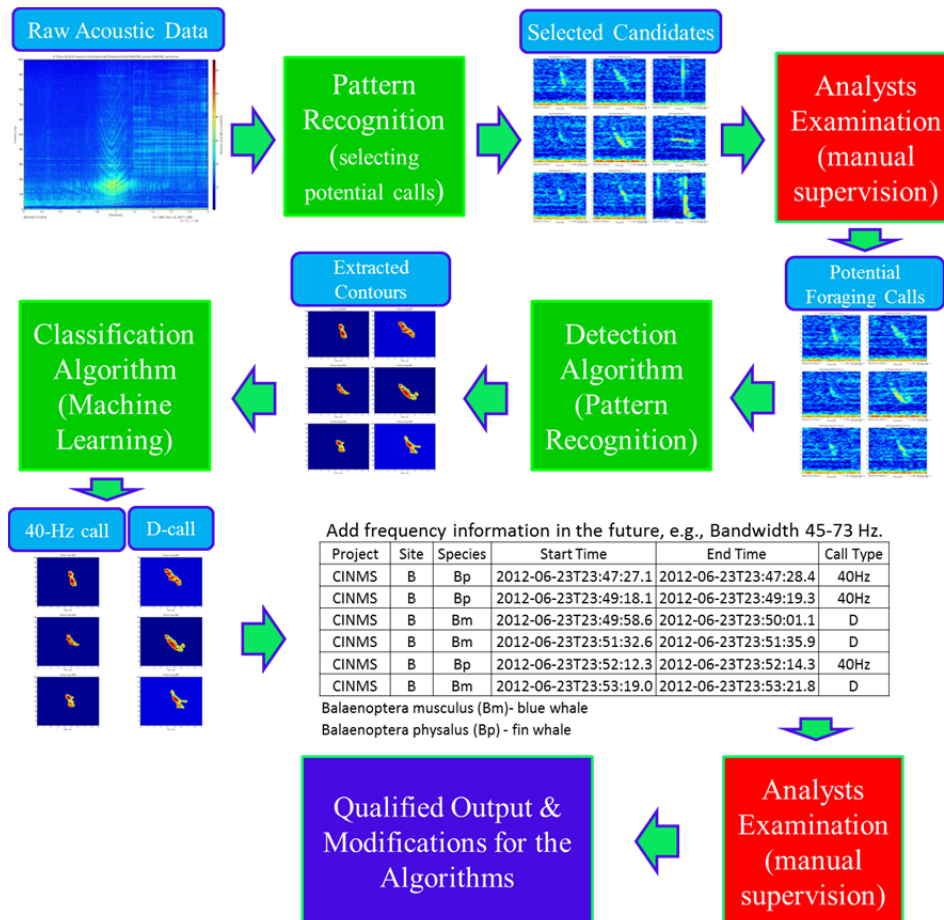 Raw Acoustic Data
Pattern
Recognition
(selecting
potential calls)
Selected Candidates
Analysts
Examination
(manual
supervision)
Potential
Foraging Calls
Detection
Algorithm
(Pattern
Recognition)
Extracted
Contours
Classification
Algorithm
(Machine
Learning)
40-Hz call
D-call
Add frequency information in the future, e.g., Bandwidth 45-73 Hz.
Project Site Species Start Time End Time Call Type
CINMS B Bp 2012-06-23T23:47:27.1 2012-06-23T23:47:28.4 40Hz
CINMS B Bp 2012-06-23T23:49:18.1 2012-06-23T23:49:19.3 40Hz
CINMS B Bm 2012-06-23T23:49:58.6 2012-06-23T23:50:01.1 D
CINMS B Bm 2012-06-23T23:51:32.6 2012-06-23T23:51:35.9 D
CINMS B Bp 2012-06-23T23:52:12.3 2012-06-23T23:52:14.3 40Hz
CINMS B Bm 2012-06-23T23:53:19.0 2012-06-23T23:53:21.8 D
Balaenoptera musculus (Bm)- blue whale
Balaenoptera physalus (Bp) - fin whale
Analysts
Examination
(manual
supervision)
Qualified Output &
Modifications for the
Algorithms